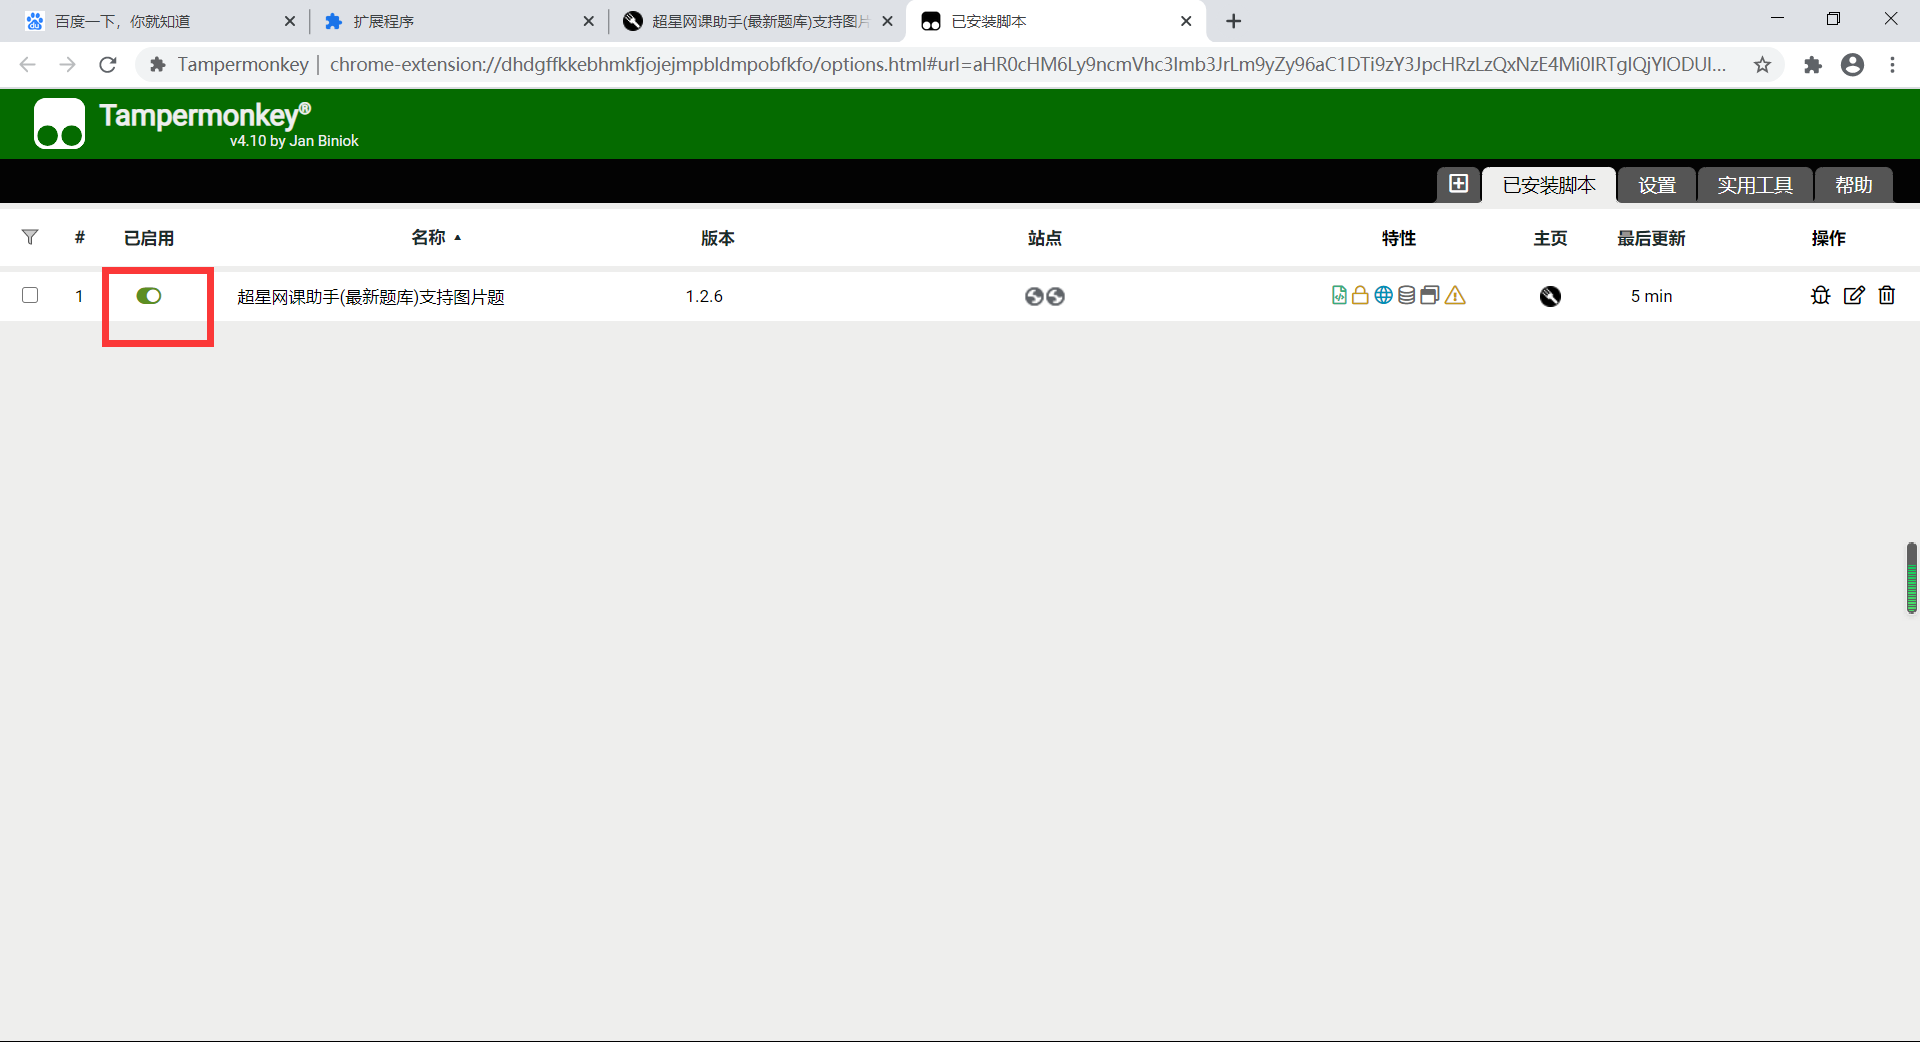 百度一下，你就知道
扩展程序
超星网课助手(最新题库)支持图片
已安装脚本
Tampermonkey
chrome-extension://dhdgffkkebhmkfjojejmpbldmpobfkfo/options.html#url=aHR0cHM6Ly9ncmVhc3lmb3JrLm9yZy96aC1DTi9zY3JpcHRzLzQxNzE4Mi0lRTglQjYlODUl...
Tampermonkey®
v4.10 by Jan Biniok
已安装脚本
设置
实用工具
帮助
# 已启用 名称 ▲ 版本 站点 特性 主页 最后更新 操作
1 超星网课助手(最新题库)支持图片题 1.2.6 5 min